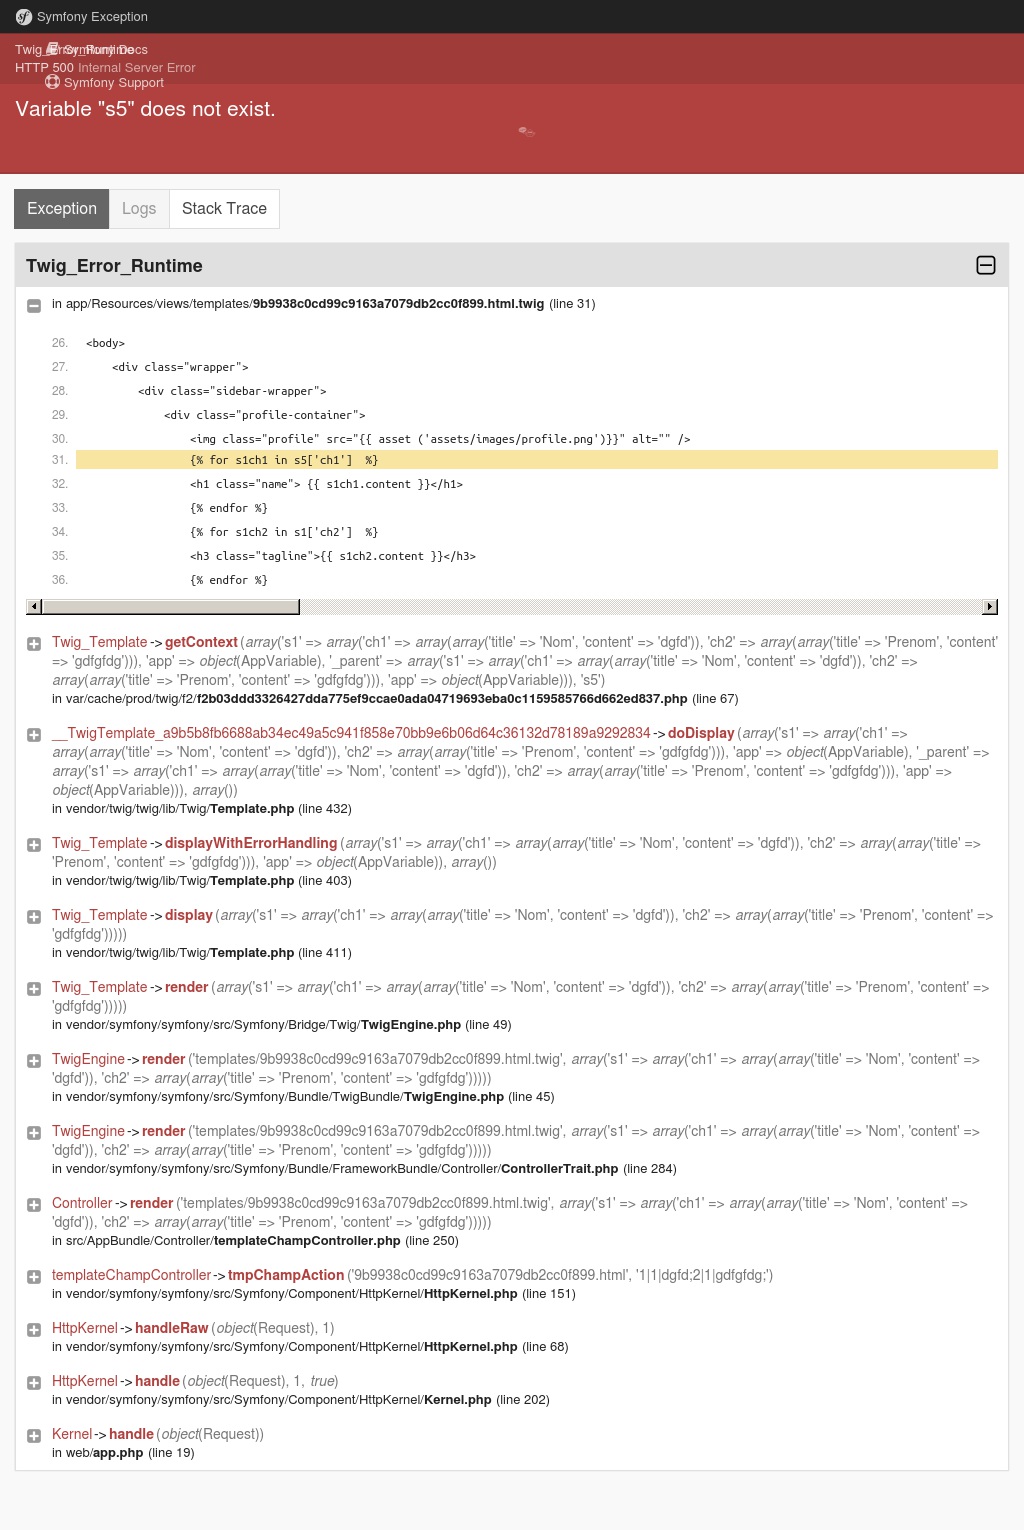 Symfony Exception
Twig_Error_Runtime
Symfony Docs
HTTP 500 Internal Server Error
Symfony Support
Variable "s5" does not exist.
Exception Logs Stack Trace
Twig_Error_Runtime
in app/Resources/views/templates/9b9938c0cd99c9163a7079db2cc0f899.html.twig (line 31)
26. <body>
27. <div class="wrapper">
28. <div class="sidebar-wrapper">
29. <div class="profile-container">
30. <img class="profile" src="{{ asset ('assets/images/profile.png')}}" alt="" />
31. {% for s1ch1 in s5['ch1']  %}
32. <h1 class="name"> {{ s1ch1.content }}</h1>
33. {% endfor %}
34. {% for s1ch2 in s1['ch2']  %}
35. <h3 class="tagline">{{ s1ch2.content }}</h3>
36. {% endfor %}
Twig_Template->getContext(array('s1' => array('ch1' => array(array('title' => 'Nom', 'content' => 'dgfd')), 'ch2' => array(array('title' => 'Prenom', 'content'
=> 'gdfgfdg'))), 'app' => object(AppVariable), '_parent' => array('s1' => array('ch1' => array(array('title' => 'Nom', 'content' => 'dgfd')), 'ch2' =>
array(array('title' => 'Prenom', 'content' => 'gdfgfdg'))), 'app' => object(AppVariable))), 's5')
in var/cache/prod/twig/f2/f2b03ddd3326427dda775ef9ccae0ada04719693eba0c1159585766d662ed837.php (line 67)
__TwigTemplate_a9b5b8fb6688ab34ec49a5c941f858e70bb9e6b06d64c36132d78189a9292834->doDisplay(array('s1' => array('ch1' =>
array(array('title' => 'Nom', 'content' => 'dgfd')), 'ch2' => array(array('title' => 'Prenom', 'content' => 'gdfgfdg'))), 'app' => object(AppVariable), '_parent' =>
array('s1' => array('ch1' => array(array('title' => 'Nom', 'content' => 'dgfd')), 'ch2' => array(array('title' => 'Prenom', 'content' => 'gdfgfdg'))), 'app' =>
object(AppVariable))), array())
in vendor/twig/twig/lib/Twig/Template.php (line 432)
Twig_Template->displayWithErrorHandling(array('s1' => array('ch1' => array(array('title' => 'Nom', 'content' => 'dgfd')), 'ch2' => array(array('title' =>
'Prenom', 'content' => 'gdfgfdg'))), 'app' => object(AppVariable)), array())
in vendor/twig/twig/lib/Twig/Template.php (line 403)
Twig_Template->display(array('s1' => array('ch1' => array(array('title' => 'Nom', 'content' => 'dgfd')), 'ch2' => array(array('title' => 'Prenom', 'content' =>
'gdfgfdg')))))
in vendor/twig/twig/lib/Twig/Template.php (line 411)
Twig_Template->render(array('s1' => array('ch1' => array(array('title' => 'Nom', 'content' => 'dgfd')), 'ch2' => array(array('title' => 'Prenom', 'content' =>
'gdfgfdg')))))
in vendor/symfony/symfony/src/Symfony/Bridge/Twig/TwigEngine.php (line 49)
TwigEngine->render('templates/9b9938c0cd99c9163a7079db2cc0f899.html.twig', array('s1' => array('ch1' => array(array('title' => 'Nom', 'content' =>
'dgfd')), 'ch2' => array(array('title' => 'Prenom', 'content' => 'gdfgfdg')))))
in vendor/symfony/symfony/src/Symfony/Bundle/TwigBundle/TwigEngine.php (line 45)
TwigEngine->render('templates/9b9938c0cd99c9163a7079db2cc0f899.html.twig', array('s1' => array('ch1' => array(array('title' => 'Nom', 'content' =>
'dgfd')), 'ch2' => array(array('title' => 'Prenom', 'content' => 'gdfgfdg')))))
in vendor/symfony/symfony/src/Symfony/Bundle/FrameworkBundle/Controller/ControllerTrait.php (line 284)
Controller->render('templates/9b9938c0cd99c9163a7079db2cc0f899.html.twig', array('s1' => array('ch1' => array(array('title' => 'Nom', 'content' =>
'dgfd')), 'ch2' => array(array('title' => 'Prenom', 'content' => 'gdfgfdg')))))
in src/AppBundle/Controller/templateChampController.php (line 250)
templateChampController->tmpChampAction('9b9938c0cd99c9163a7079db2cc0f899.html', '1|1|dgfd;2|1|gdfgfdg;')
in vendor/symfony/symfony/src/Symfony/Component/HttpKernel/HttpKernel.php (line 151)
HttpKernel->handleRaw(object(Request), 1)
in vendor/symfony/symfony/src/Symfony/Component/HttpKernel/HttpKernel.php (line 68)
HttpKernel->handle(object(Request), 1, true)
in vendor/symfony/symfony/src/Symfony/Component/HttpKernel/Kernel.php (line 202)
Kernel->handle(object(Request))
in web/app.php (line 19)